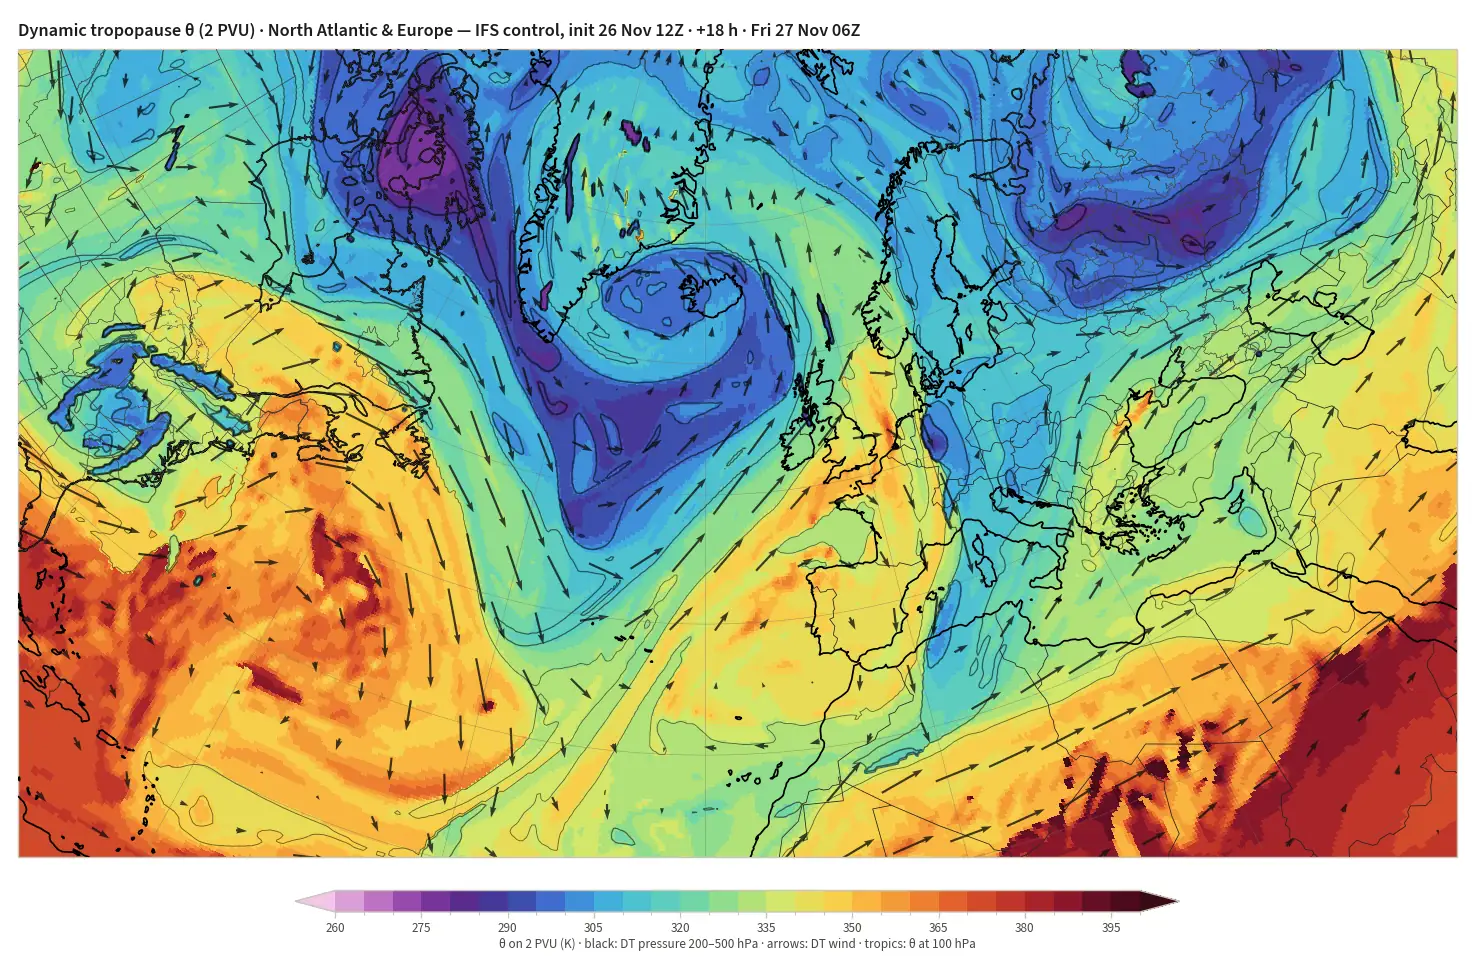 Dynamic tropopause θ (2 PVU) · North Atlantic & Europe — IFS control, init 26 Nov 12Z · +18 h · Fri 27 Nov 06Z
260 275 290 305 320 335 350 365 380 395
θ on 2 PVU (K) · black: DT pressure 200–500 hPa · arrows: DT wind · tropics: θ at 100 hPa